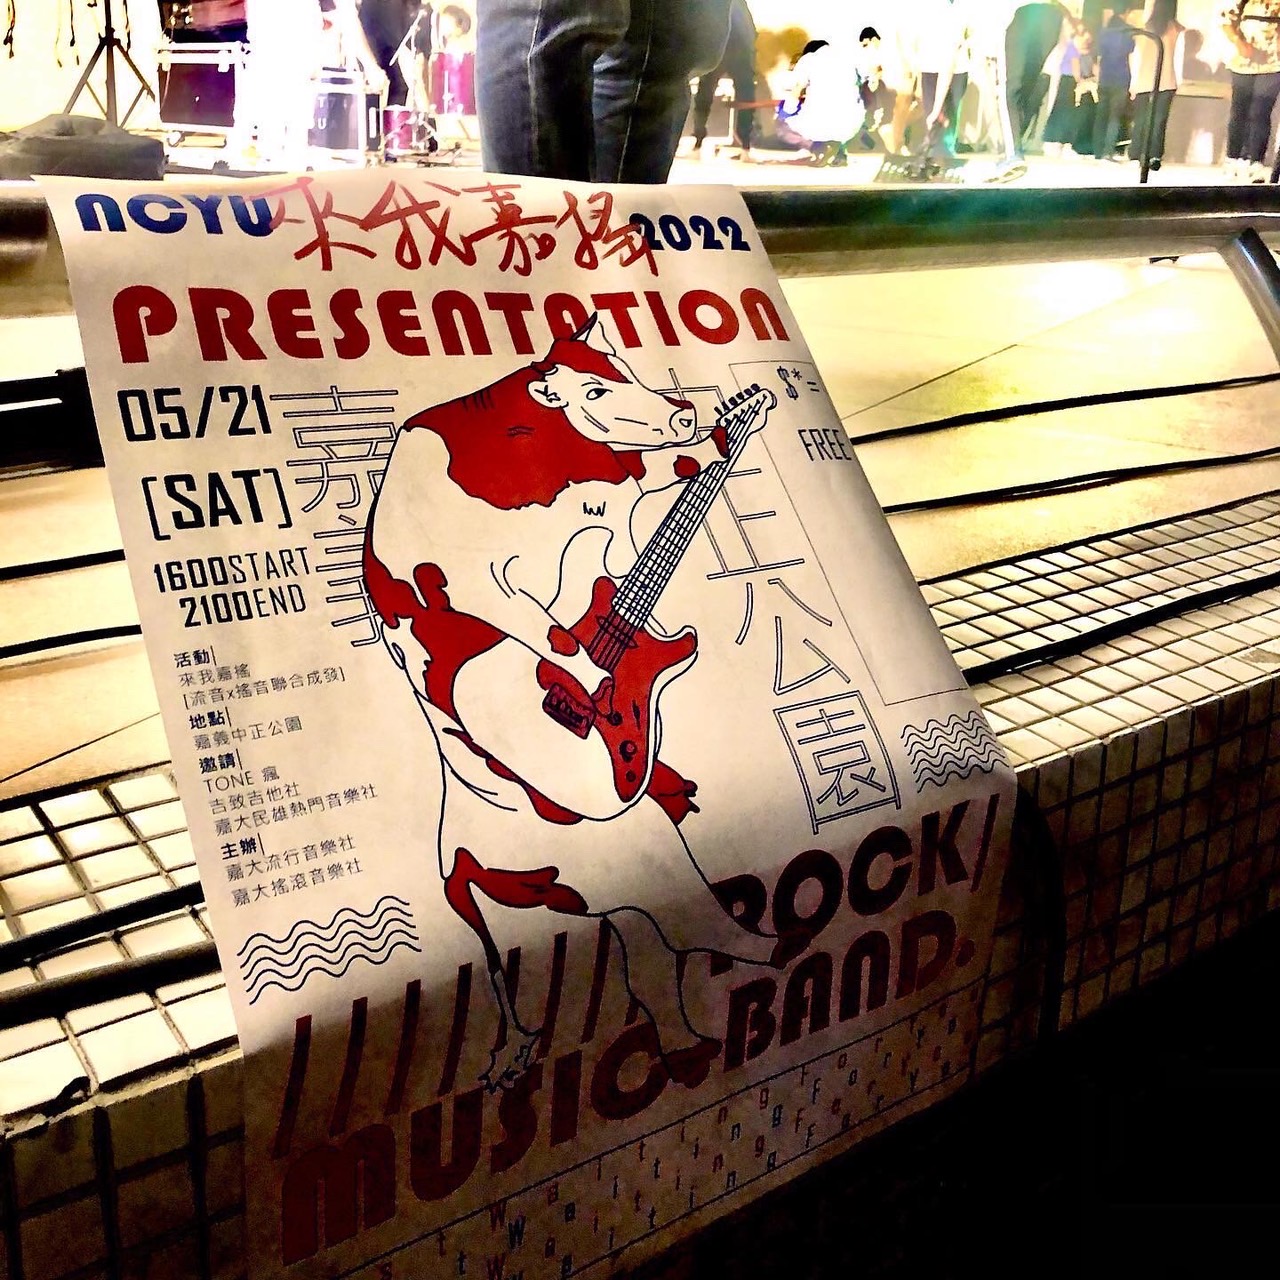 NCYU 來我嘉搖 2022
PRESENTATION
05/21
[SAT]
1600START
2100END
嘉義
中正公園
$*=
FREE
活動|
來我嘉搖
[流音x搖音聯合成發]
地點|
嘉義中正公園
邀請|
TONE 瘋
吉致吉他社
嘉大民雄熱門音樂社
主辦|
嘉大流行音樂社
嘉大搖滾音樂社
ROCK/
BAND.
MUSIC